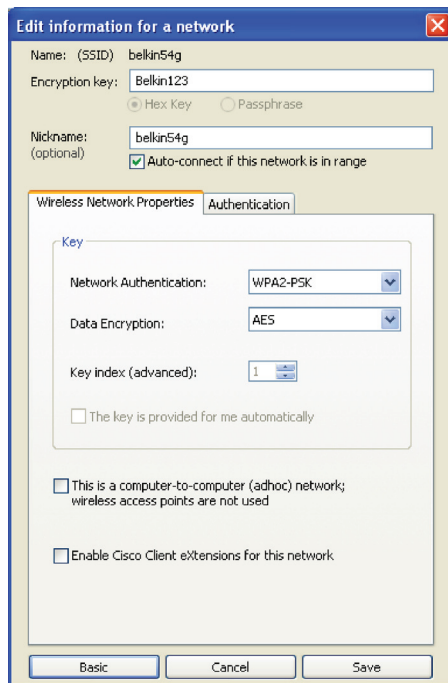 Edit information for a network
Name: (SSID) belkin54g
Encryption key: Belkin123
Hex Key Passphrase
Nickname: belkin54g
(optional)
Auto-connect if this network is in range
Wireless Network Properties Authentication
Key
Network Authentication: WPA2-PSK
Data Encryption: AES
Key index (advanced): 1
The key is provided for me automatically
This is a computer-to-computer (adhoc) network;
wireless access points are not used
Enable Cisco Client eXtensions for this network
Basic Cancel Save